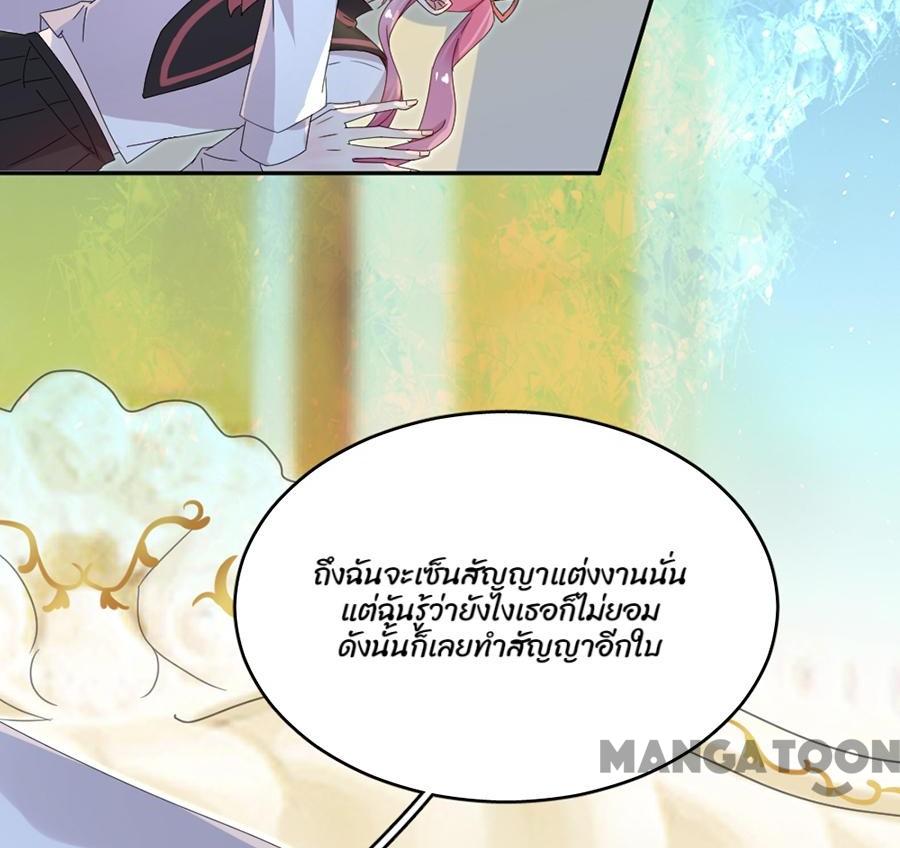 ถึงฉันจะเซ็นสัญญาแต่งงานนั่น
แต่ฉันรู้ว่ายังไงเธอก็ไม่ยอม
ดังนั้นก็เลยทำสัญญาอีกใบ
MANGATOON